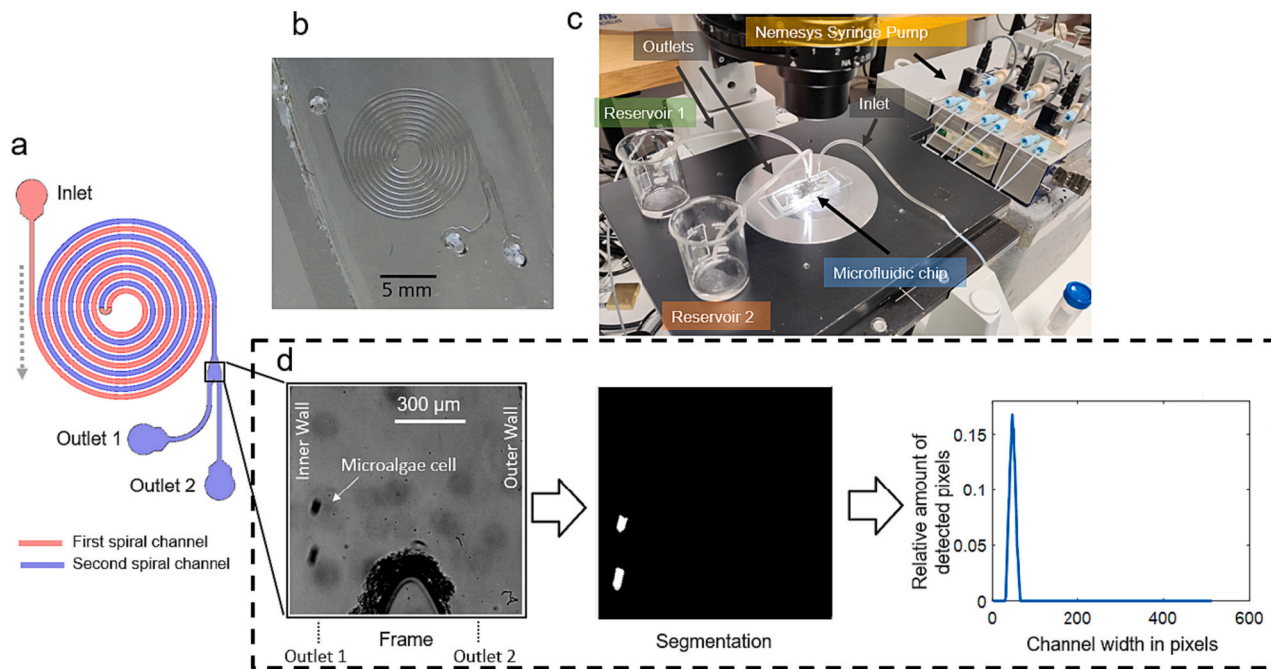 a
Inlet
Outlet 1
Outlet 2
First spiral channel
Second spiral channel
b
5 mm
c
Nemesys Syringe Pump
Outlets
Reservoir 1
Inlet
Microfluidic chip
Reservoir 2
d
Inner Wall
300 µm
Outer Wall
Microalgae cell
Outlet 1
Frame
Outlet 2
Segmentation
Relative amount of
detected pixels
0.15
0.1
0.05
0
0
200
400
600
Channel width in pixels